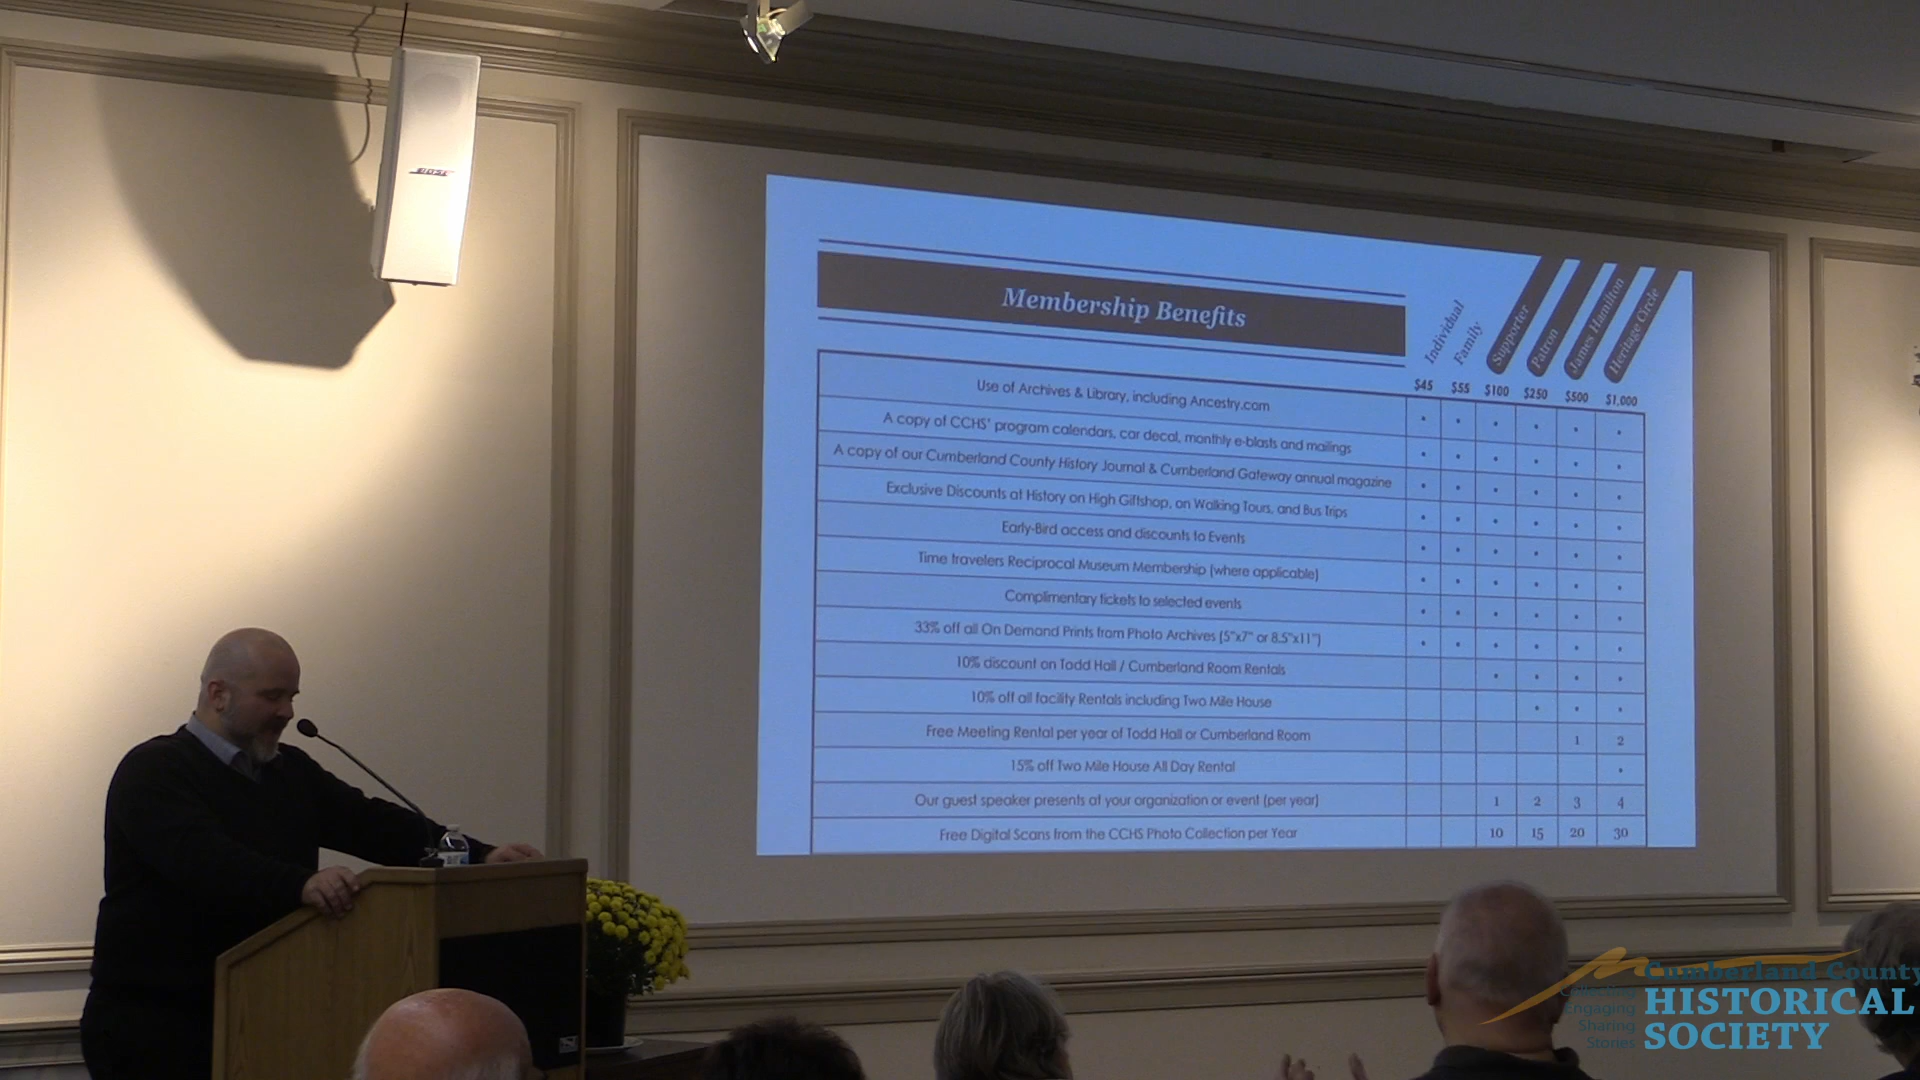 BOSE
Membership Benefits
Individual
Family
Supporter
Patron
James Hamilton
Heritage Circle
$45 $55 $100 $250 $500 $1,000
Use of Archives & Library, including Ancestry.com • • • • • •
A copy of CCHS' program calendars, car decal, monthly e-blasts and mailings • • • • • •
A copy of our Cumberland County History Journal & Cumberland Gateway annual magazine • • • • • •
Exclusive Discounts at History on High Giftshop, on Walking Tours, and Bus Trips • • • • • •
Early-Bird access and discounts to Events • • • • • •
Time travelers Reciprocal Museum Membership (where applicable) • • • • • •
Complimentary tickets to selected events • • • • • •
33% off all On Demand Prints from Photo Archives (5"x7" or 8.5"x11") • • • • • •
10% discount on Todd Hall / Cumberland Room Rentals • • • •
10% off all facility Rentals including Two Mile House • • •
Free Meeting Rental per year of Todd Hall or Cumberland Room 1 2
15% off Two Mile House All Day Rental •
Our guest speaker presents at your organization or event (per year) 1 2 3 4
Free Digital Scans from the CCHS Photo Collection per Year 10 15 20 30
Cumberland County
HISTORICAL
SOCIETY
Collecting
Engaging
Sharing
Stories